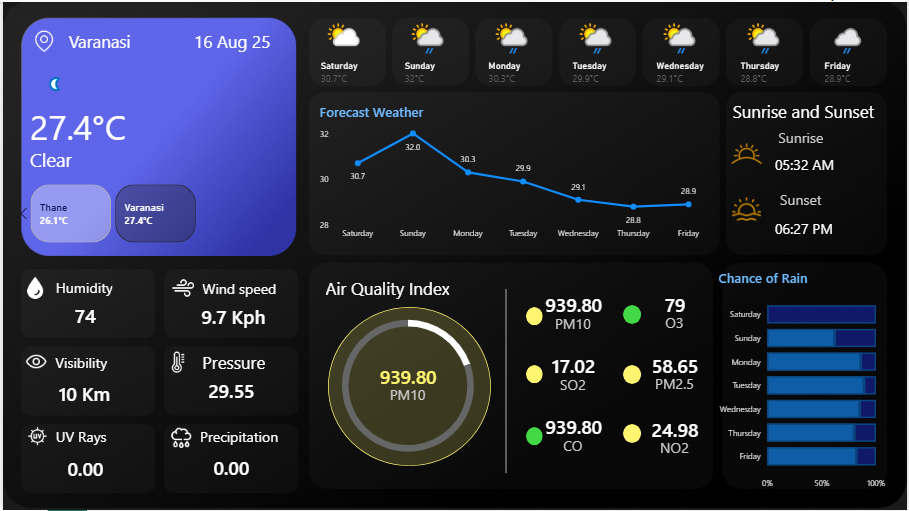 Varanasi
16 Aug 25
27.4°C
Clear
Thane
26.1°C
Varanasi
27.4°C
Saturday
30.7°C
Sunday
32°C
Monday
30.3°C
Tuesday
29.9°C
Wednesday
29.1°C
Thursday
28.8°C
Friday
28.9°C
Forecast Weather
32
30
28
30.7
32.0
30.3
29.9
29.1
28.8
28.9
Saturday
Sunday
Monday
Tuesday
Wednesday
Thursday
Friday
Sunrise and Sunset
Sunrise
05:32 AM
Sunset
06:27 PM
Humidity
74
Wind speed
9.7 Kph
Visibility
10 Km
Pressure
29.55
UV
UV Rays
0.00
Precipitation
0.00
Air Quality Index
939.80
PM10
939.80
PM10
79
O3
17.02
SO2
58.65
PM2.5
939.80
CO
24.98
NO2
Chance of Rain
Saturday
Sunday
Monday
Tuesday
Wednesday
Thursday
Friday
0%
50%
100%